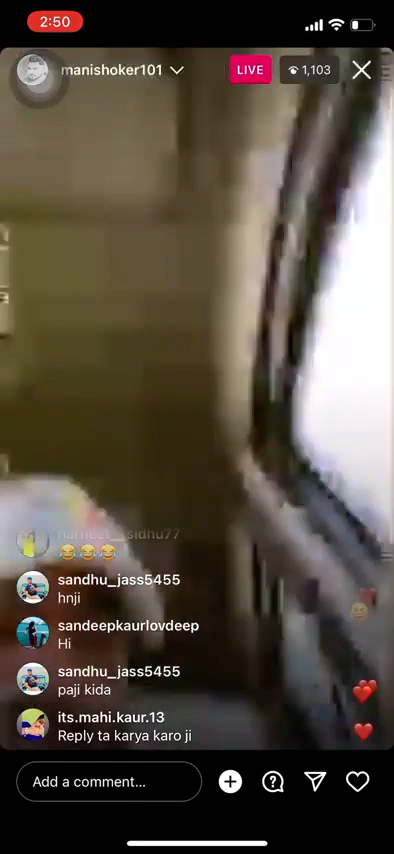 2:50
manishoker101
LIVE
1,103
harneet__sidhu77
😂😂😂
sandhu_jass5455
hnji
sandeepkaurlovdeep
Hi
sandhu_jass5455
paji kida
its.mahi.kaur.13
Reply ta karya karo ji
Add a comment...